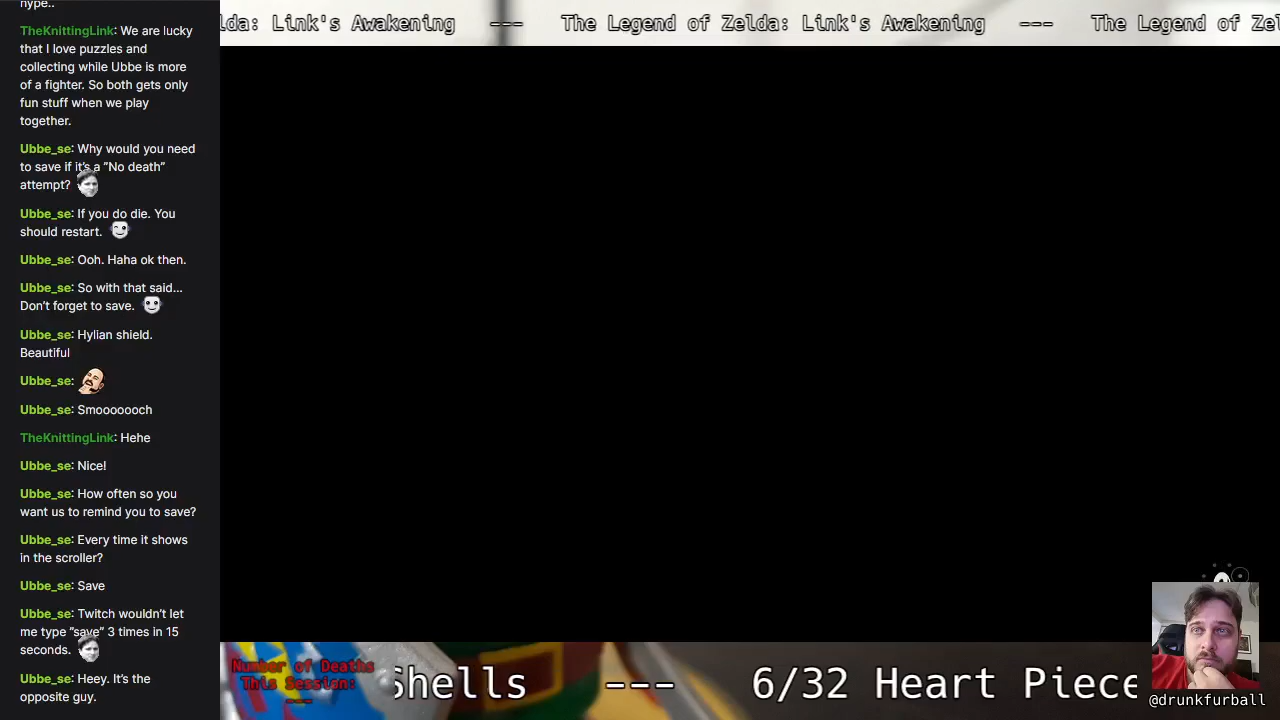 hype..
TheKnittingLink: We are lucky
that I love puzzles and
collecting while Ubbe is more
of a fighter. So both gets only
fun stuff when we play
together.
Ubbe_se: Why would you need
to save if it's a ”No death”
attempt?
Ubbe_se: If you do die. You
should restart.
Ubbe_se: Ooh. Haha ok then.
Ubbe_se: So with that said...
Don't forget to save.
Ubbe_se: Hylian shield.
Beautiful
Ubbe_se:
Ubbe_se: Smooooooch
TheKnittingLink: Hehe
Ubbe_se: Nice!
Ubbe_se: How often so you
want us to remind you to save?
Ubbe_se: Every time it shows
in the scroller?
Ubbe_se: Save
Ubbe_se: Twitch wouldn't let
me type ”save” 3 times in 15
seconds.
Ubbe_se: Heey. It's the
opposite guy.
lda: Link's Awakening --- The Legend of Zelda: Link's Awakening --- The Legend of Zel
Number of Deaths
This Session:
---
Shells --- 6/32 Heart Piece
@drunkfurball